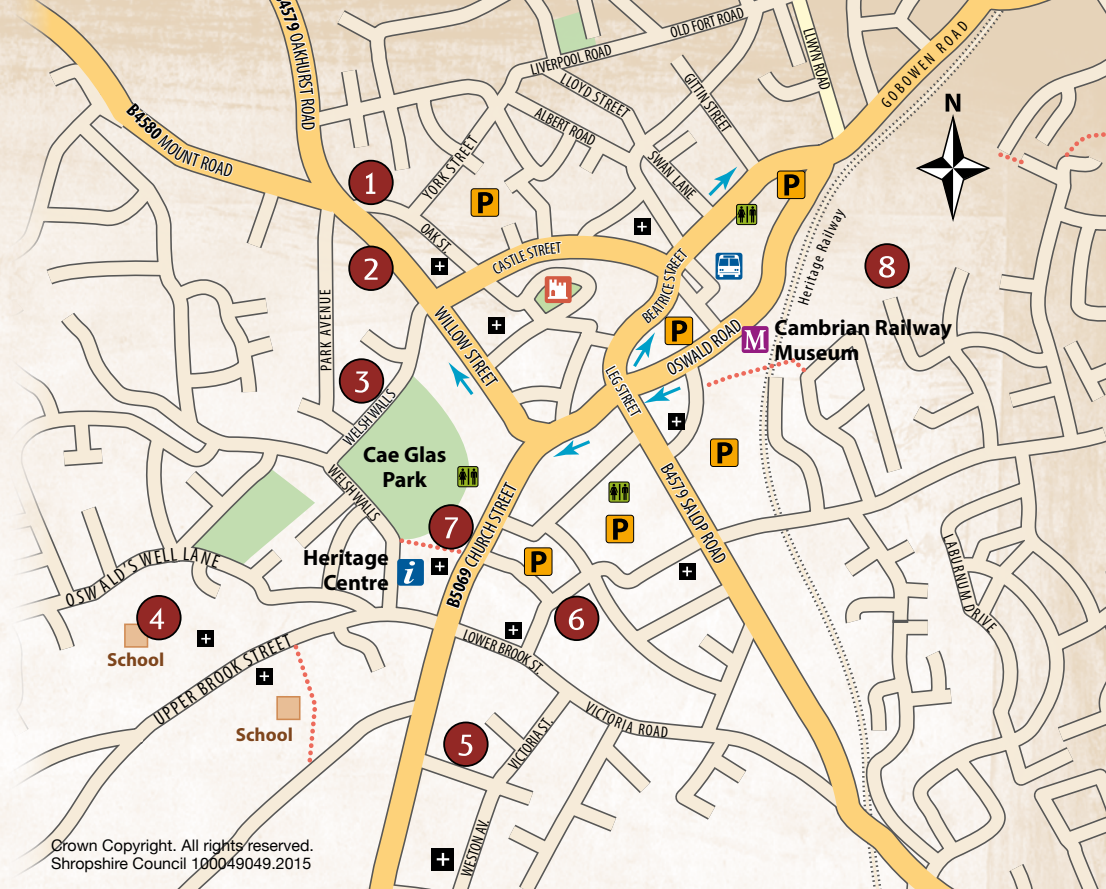 B4579 OAKHURST ROAD
OLD FORT ROAD
LIVERPOOL ROAD
LLWYN ROAD
GOBOWEN ROAD
LLOYD STREET
GITTIN STREET
N
B4580 MOUNT ROAD
ALBERT ROAD
YORK STREET
SWAN LANE
1
P
P
OAK ST.
CASTLE STREET
2
8
Heritage Railway
BEATRICE STREET
PARK AVENUE
WILLOW STREET
P
OSWALD ROAD
M
Cambrian Railway
Museum
3
LEG STREET
WELSH WALLS
Cae Glas
Park
P
WELSH WALLS
B4579 SALOP ROAD
7
P
B5069 CHURCH STREET
P
Heritage
Centre
i
OSWALD'S WELL LANE
LABURNUM DRIVE
4
6
School
LOWER BROOK ST.
UPPER BROOK STREET
School
VICTORIA ROAD
5
VICTORIA ST.
WESTON AV.
Crown Copyright. All rights reserved.
Shropshire Council 100049049.2015